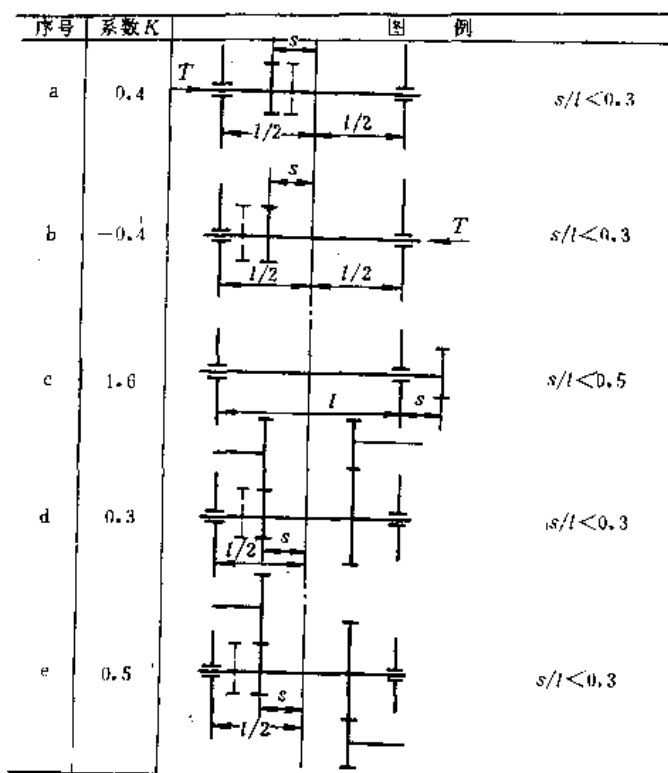 序号 系数K 图 例
s
a 0.4 T s/l<0.3
l/2 l/2
s
b -0.4 T s/l<0.3
l/2 l/2
c 1.6 s/l<0.5
l s
d 0.3 s/l<0.3
l/2 s
e 0.5 s/l<0.3
s
l/2